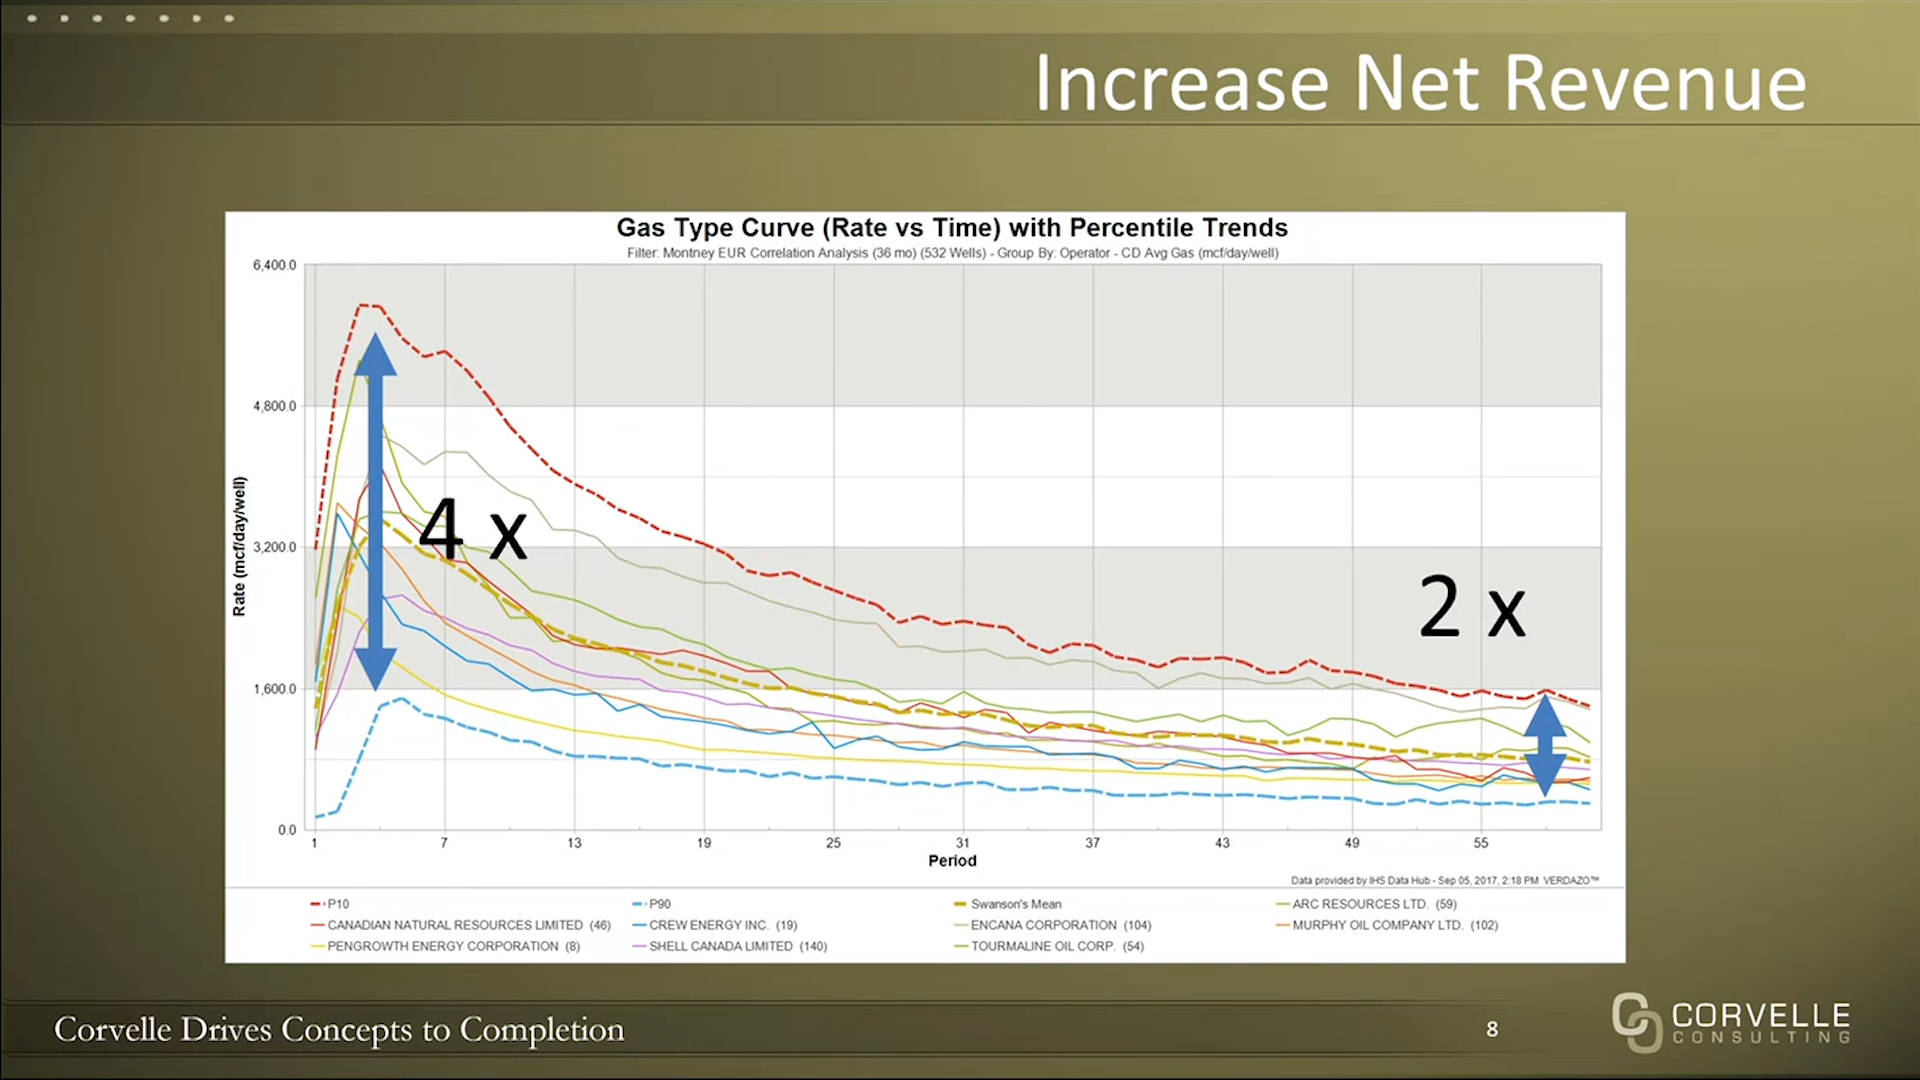 Increase Net Revenue
Gas Type Curve (Rate vs Time) with Percentile Trends
Filter: Montney EUR Correlation Analysis (36 mo) (532 Wells) - Group By: Operator - CD Avg Gas (mcf/day/well)
6,400.0
4,800.0
3,200.0
1,600.0
0.0
Rate (mcf/day/well)
4 x
2 x
1 7 13 19 25 31 37 43 49 55
Period
Data provided by IHS Data Hub - Sep 05, 2017, 2:18 PM VERDAZO™
P10 P90 Swanson's Mean ARC RESOURCES LTD. (59)
CANADIAN NATURAL RESOURCES LIMITED (46) CREW ENERGY INC. (19) ENCANA CORPORATION (104) MURPHY OIL COMPANY LTD. (102)
PENGROWTH ENERGY CORPORATION (8) SHELL CANADA LIMITED (140) TOURMALINE OIL CORP. (54)
Corvelle Drives Concepts to Completion
8
CORVELLE
CONSULTING